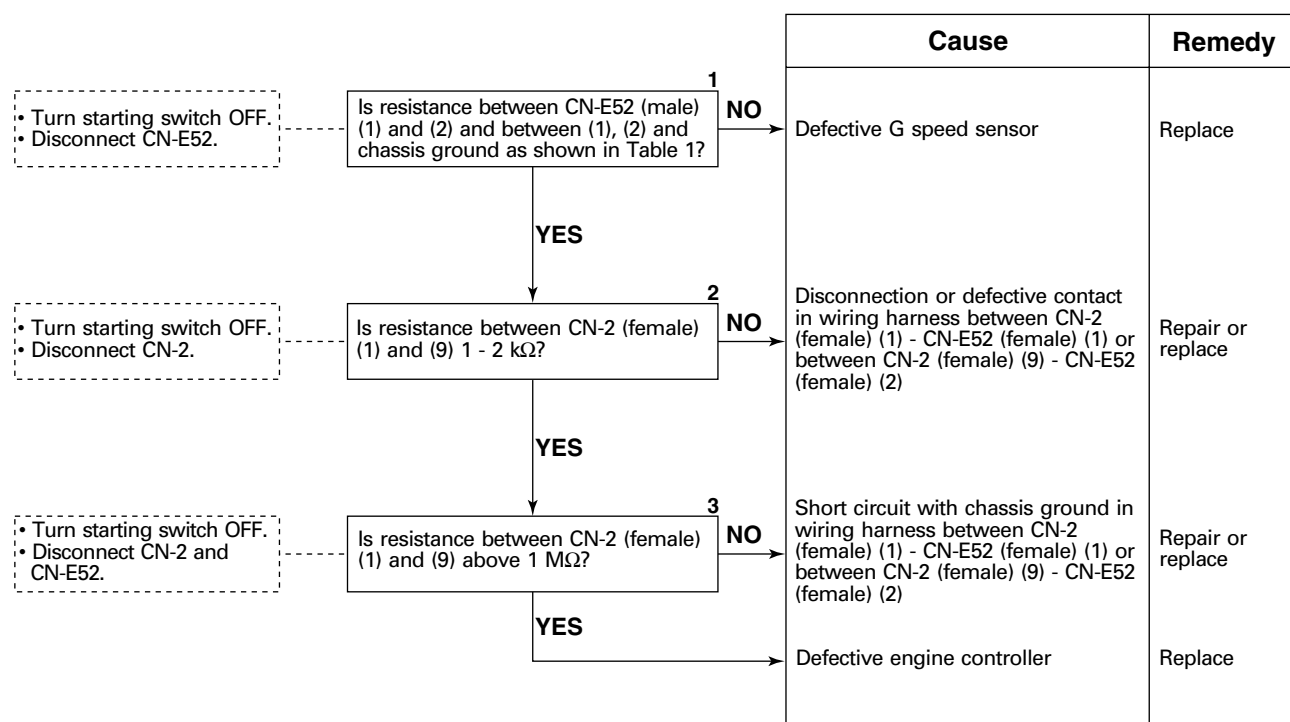 Cause
Remedy
• Turn starting switch OFF.
• Disconnect CN-E52.
1
Is resistance between CN-E52 (male)
(1) and (2) and between (1), (2) and
chassis ground as shown in Table 1?
NO
Defective G speed sensor
Replace
YES
• Turn starting switch OFF.
• Disconnect CN-2.
2
Is resistance between CN-2 (female)
(1) and (9) 1 - 2 kΩ?
NO
Disconnection or defective contact
in wiring harness between CN-2
(female) (1) - CN-E52 (female) (1) or
between CN-2 (female) (9) - CN-E52
(female) (2)
Repair or
replace
YES
• Turn starting switch OFF.
• Disconnect CN-2 and
CN-E52.
3
Is resistance between CN-2 (female)
(1) and (9) above 1 MΩ?
NO
Short circuit with chassis ground in
wiring harness between CN-2
(female) (1) - CN-E52 (female) (1) or
between CN-2 (female) (9) - CN-E52
(female) (2)
Repair or
replace
YES
Defective engine controller
Replace